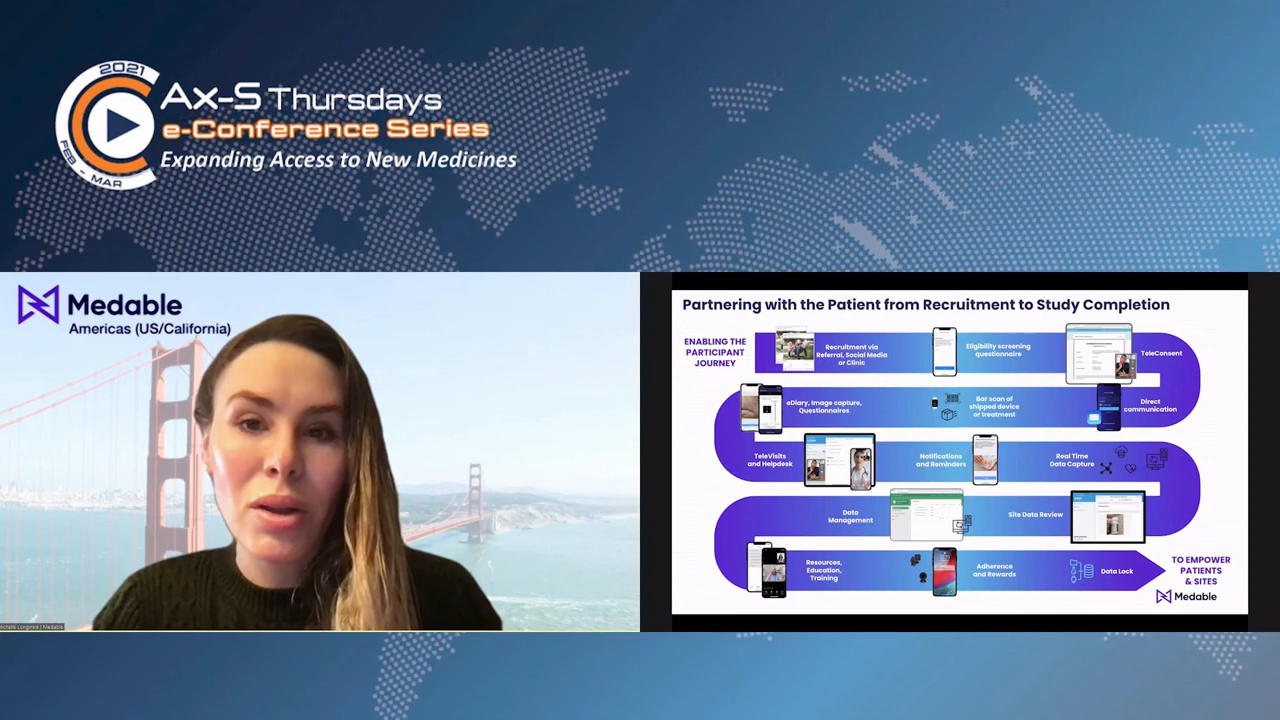 2021
FEB - MAR
Ax-S Thursdays
e-Conference Series
Expanding Access to New Medicines
Medable
Americas (US/California)
Michelle Longmire | Medable
Partnering with the Patient from Recruitment to Study Completion
ENABLING THE
PARTICIPANT
JOURNEY
Recruitment via
Referral, Social Media
or Clinic
Eligibility screening
questionnaire
TeleConsent
eDiary, Image capture,
Questionnaires
Bar scan of
shipped device
or treatment
Direct
communication
TeleVisits
and Helpdesk
Notifications
and Reminders
Real Time
Data Capture
Data
Management
Site Data Review
Resources,
Education,
Training
Adherence
and Rewards
Data Lock
TO EMPOWER
PATIENTS
& SITES
Medable